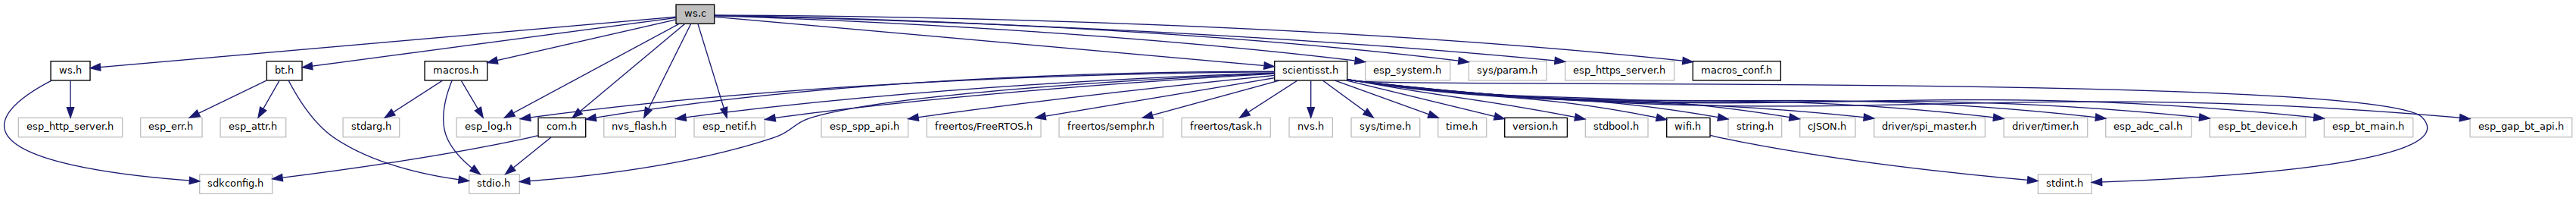 ws.c
ws.h
bt.h
macros.h
scientisst.h
esp_system.h
sys/param.h
esp_https_server.h
macros_conf.h
esp_http_server.h
esp_err.h
esp_attr.h
stdarg.h
esp_log.h
com.h
nvs_flash.h
esp_netif.h
esp_spp_api.h
freertos/FreeRTOS.h
freertos/semphr.h
freertos/task.h
nvs.h
sys/time.h
time.h
version.h
stdbool.h
wifi.h
string.h
cJSON.h
driver/spi_master.h
driver/timer.h
esp_adc_cal.h
esp_bt_device.h
esp_bt_main.h
esp_gap_bt_api.h
sdkconfig.h
stdio.h
stdint.h